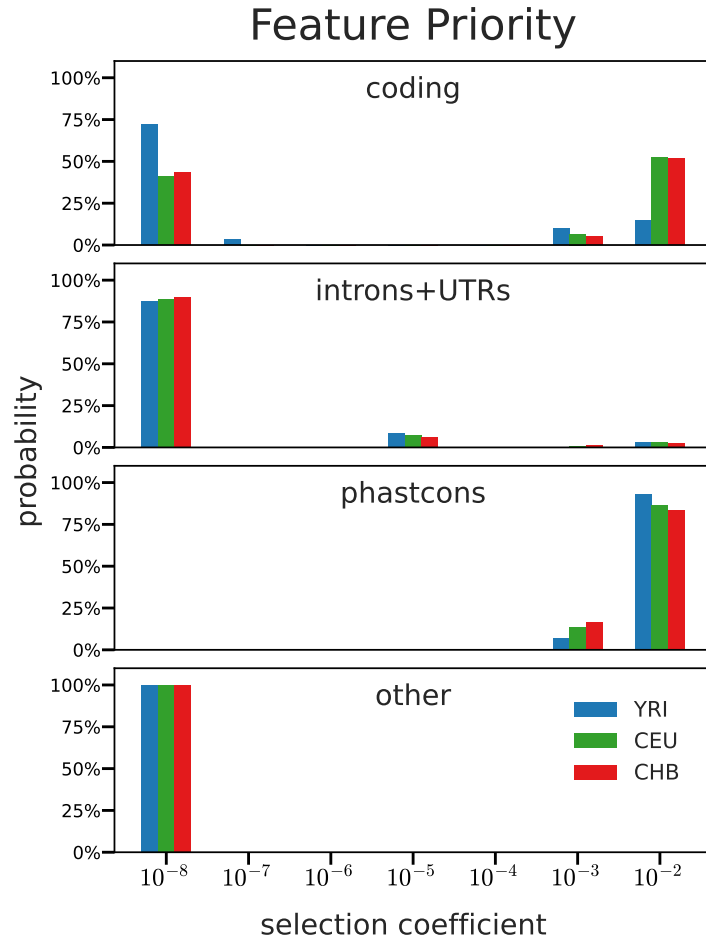 Feature Priority
coding
100%
75%
50%
25%
0%
introns+UTRs
100%
75%
50%
25%
0%
probability
phastcons
100%
75%
50%
25%
0%
other
100%
75%
50%
25%
0%
YRI
CEU
CHB
10⁻⁸ 10⁻⁷ 10⁻⁶ 10⁻⁵ 10⁻⁴ 10⁻³ 10⁻²
selection coefficient